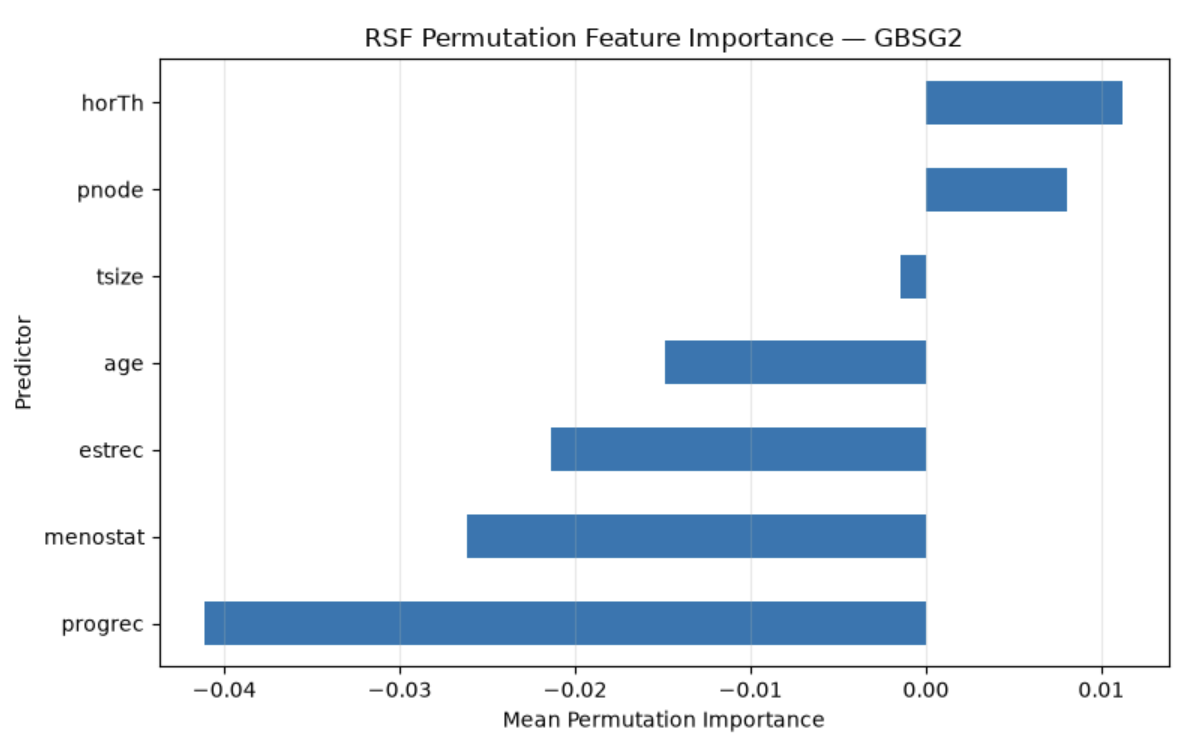 RSF Permutation Feature Importance — GBSG2
horTh
pnode
tsize
age
estrec
menostat
progrec
Predictor
−0.04 −0.03 −0.02 −0.01 0.00 0.01
Mean Permutation Importance